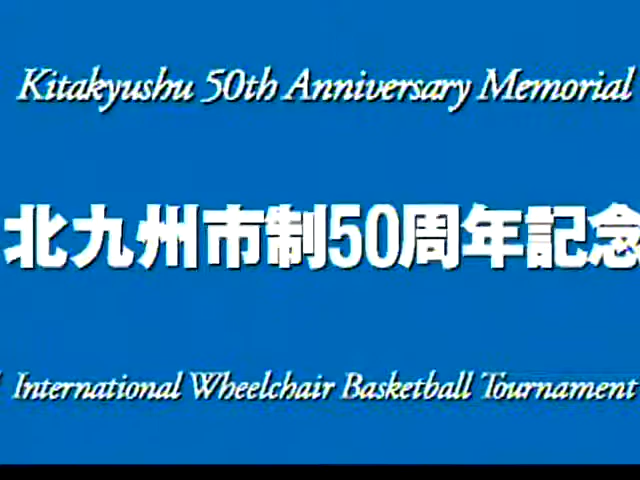 Kitakyushu 50th Anniversary Memorial
北九州市制50周年記念
International Wheelchair Basketball Tournament